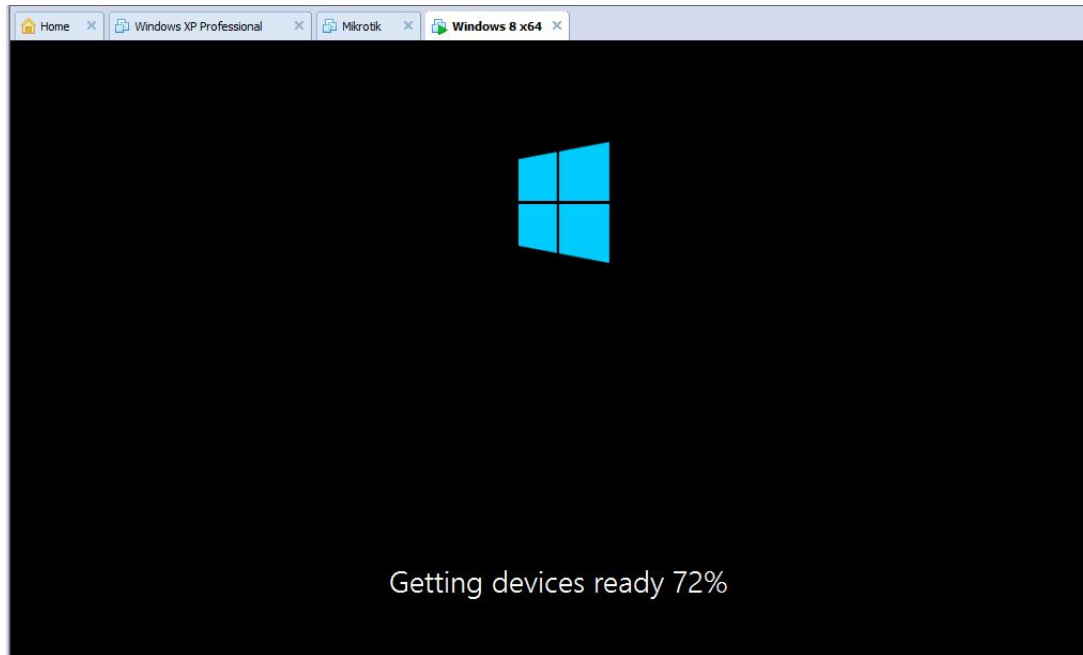 Home
Windows XP Professional
Mikrotik
Windows 8 x64
Getting devices ready 72%